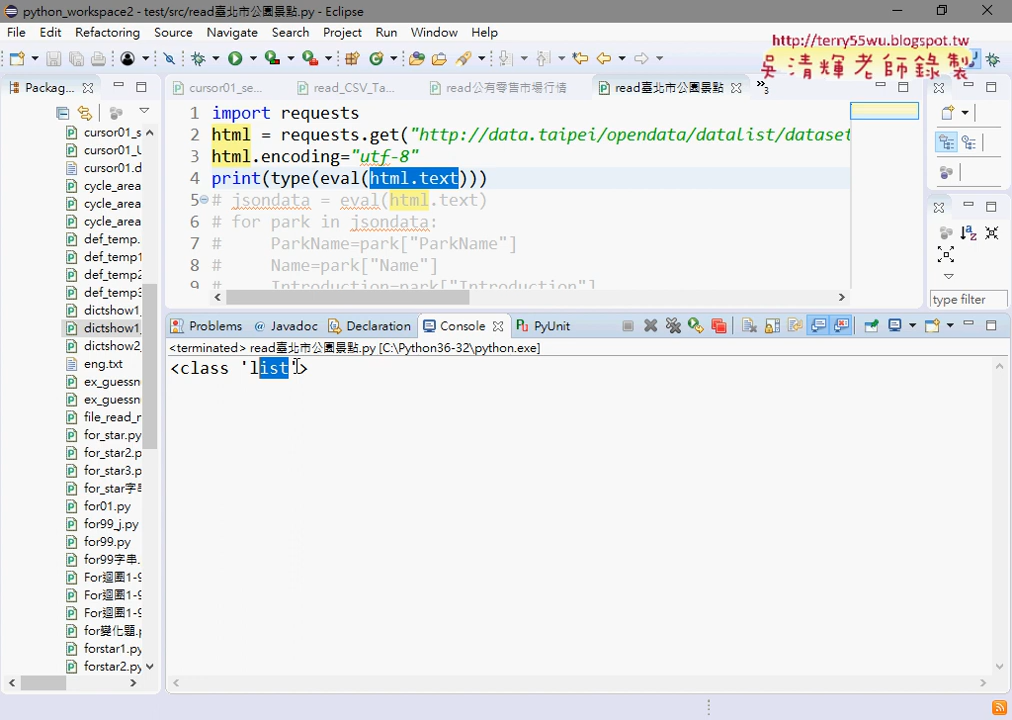 python_workspace2 - test/src/read臺北市公園景點.py - Eclipse
File Edit Refactoring Source Navigate Search Project Run Window Help
http://terry55wu.blogspot.tw
吳清輝老師錄製
Packag...
cursor01_se...
read_CSV_Ta...
read公有零售市場行情
read臺北市公園景點
3
cursor01_s
cursor01_U
cursor01.d
cycle_area
cycle_area
cycle_area
def_temp.
def_temp1
def_temp2
def_temp3
dictshow1
dictshow1
dictshow2
eng.txt
ex_guessnu
ex_guessnu
file_read_r
for_star.py
for_star2.p
for_star3.p
for_star字串
for01.py
for99_j.py
for99.py
for99字串.
For迴圈1-9
For迴圈1-9
For迴圈1-9
for變化題.p
forstar1.py
forstar2.py
1 import requests
2 html = requests.get("http://data.taipei/opendata/datalist/dataset
3 html.encoding="utf-8"
4 print(type(eval(html.text)))
5 # jsondata = eval(html.text)
6 # for park in jsondata:
7 # ParkName=park["ParkName"]
8 # Name=park["Name"]
9 # Introduction=park["Introduction"]
type filter
Problems @ Javadoc Declaration Console PyUnit
<terminated> read臺北市公園景點.py [C:\Python36-32\python.exe]
<class 'list'>